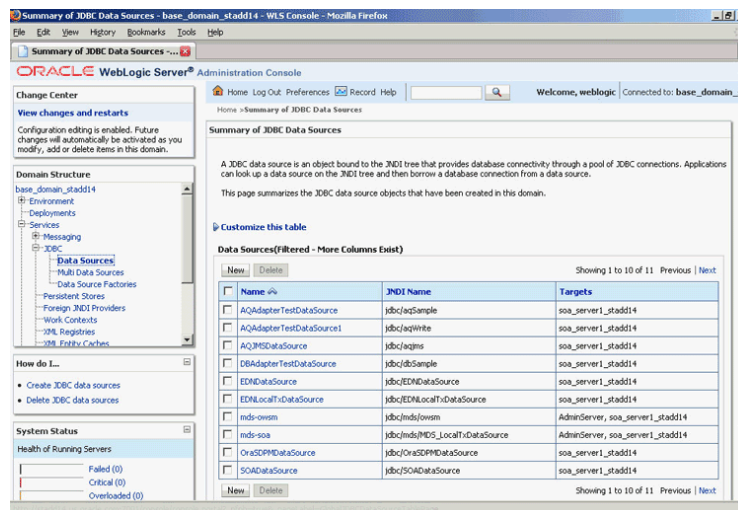 Summary of JDBC Data Sources - base_domain_stadd14 - WLS Console - Mozilla Firefox
File Edit View History Bookmarks Tools Help
Summary of JDBC Data Sources -...
ORACLE WebLogic Server® Administration Console
Change Center
View changes and restarts
Configuration editing is enabled. Future
changes will automatically be activated as you
modify, add or delete items in this domain.
Domain Structure
base_domain_stadd14
Environment
Deployments
Services
Messaging
JDBC
Data Sources
Multi Data Sources
Data Source Factories
Persistent Stores
Foreign JNDI Providers
Work Contexts
XML Registries
XML Entity Caches
How do I...
Create JDBC data sources
Delete JDBC data sources
System Status
Health of Running Servers
Failed (0)
Critical (0)
Overloaded (0)
Home Log Out Preferences Record Help
Welcome, weblogic Connected to: base_domain_
Home >Summary of JDBC Data Sources
Summary of JDBC Data Sources
A JDBC data source is an object bound to the JNDI tree that provides database connectivity through a pool of JDBC connections. Applications
can look up a data source on the JNDI tree and then borrow a database connection from a data source.
This page summarizes the JDBC data source objects that have been created in this domain.
Customize this table
Data Sources(Filtered - More Columns Exist)
New Delete Showing 1 to 10 of 11 Previous | Next
Name JNDI Name Targets
AQAdapterTestDataSource jdbc/aqSample soa_server1_stadd14
AQAdapterTestDataSource1 jdbc/aqWrite soa_server1_stadd14
AQJMSDataSource jdbc/aqjms soa_server1_stadd14
DBAdapterTestDataSource jdbc/dbSample soa_server1_stadd14
EDNDataSource jdbc/EDNDataSource soa_server1_stadd14
EDNLocalTxDataSource jdbc/EDNLocalTxDataSource soa_server1_stadd14
mds-owsm jdbc/mds/owsm AdminServer, soa_server1_stadd14
mds-soa jdbc/mds/MDS_LocalTxDataSource AdminServer, soa_server1_stadd14
OraSDPMDataSource jdbc/OraSDPMDataSource soa_server1_stadd14
SOADataSource jdbc/SOADataSource soa_server1_stadd14
New Delete Showing 1 to 10 of 11 Previous | Next